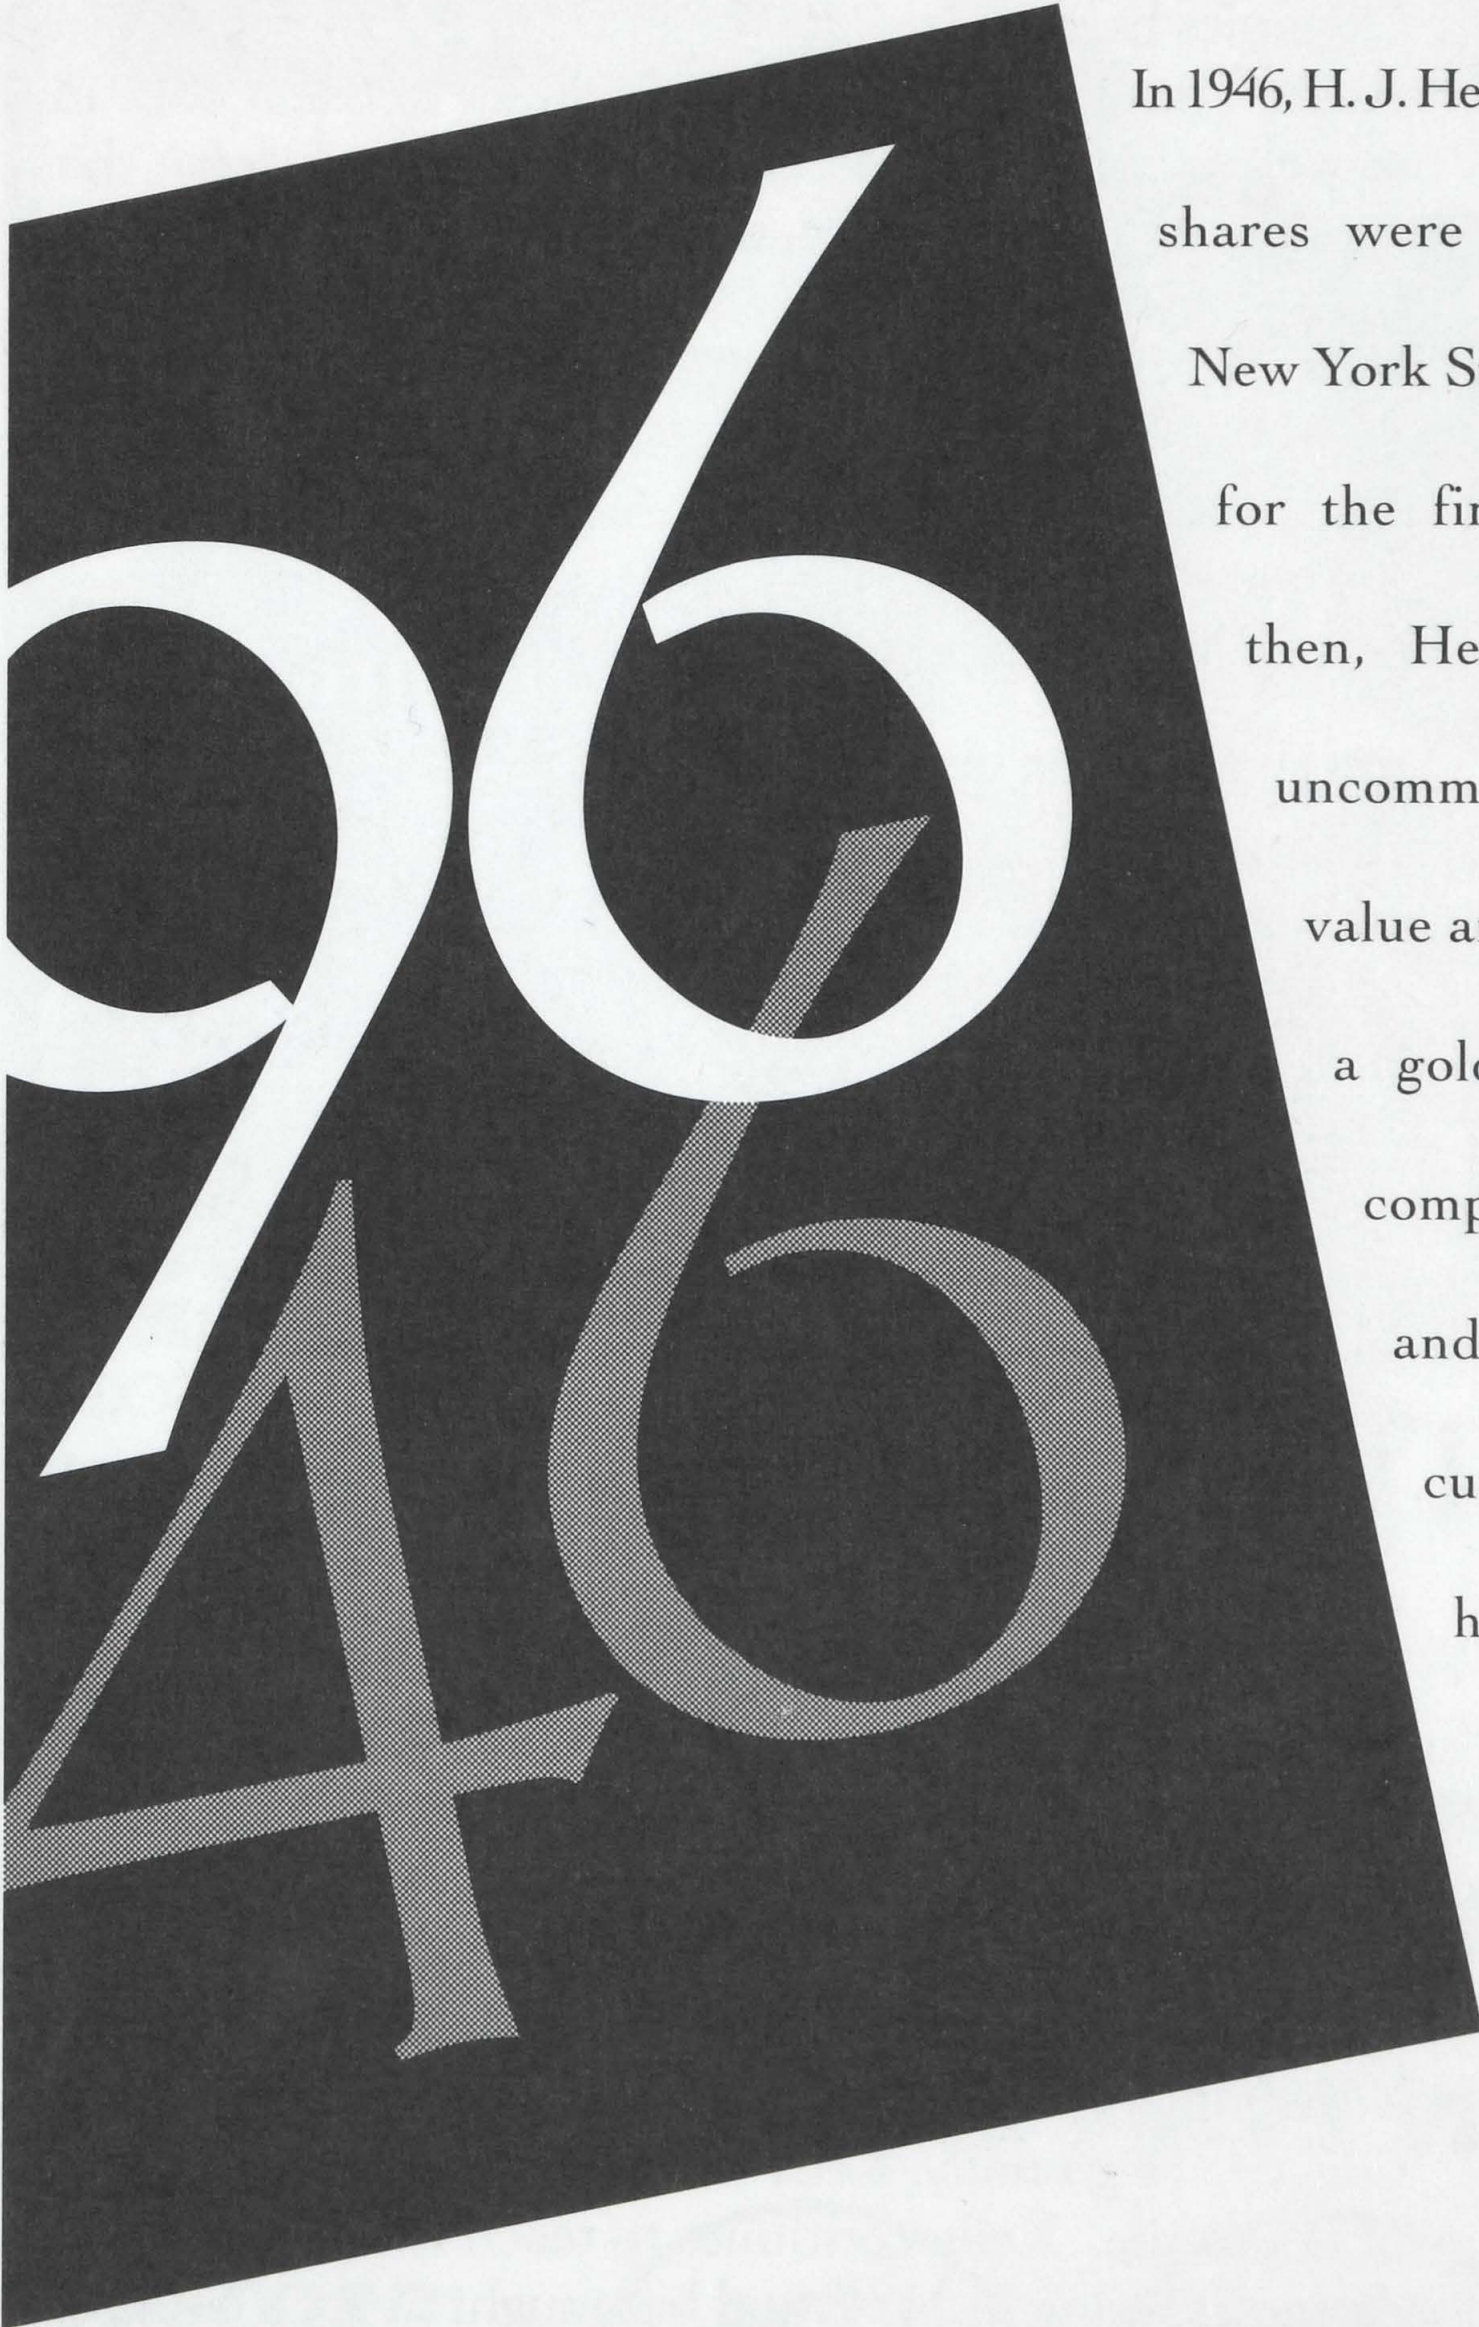 96
46
In 1946, H. J. He
shares were
New York S
for the fir
then, He
uncomm
value a
a gol
comp
and
cu
h